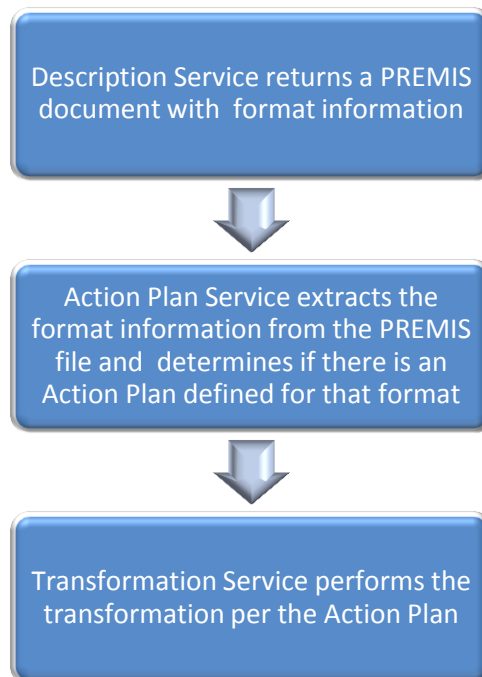 Description Service returns a PREMIS
document with  format information
Action Plan Service extracts the
format information from the PREMIS
file and  determines if there is an
Action Plan defined for that format
Transformation Service performs the
transformation per the Action Plan